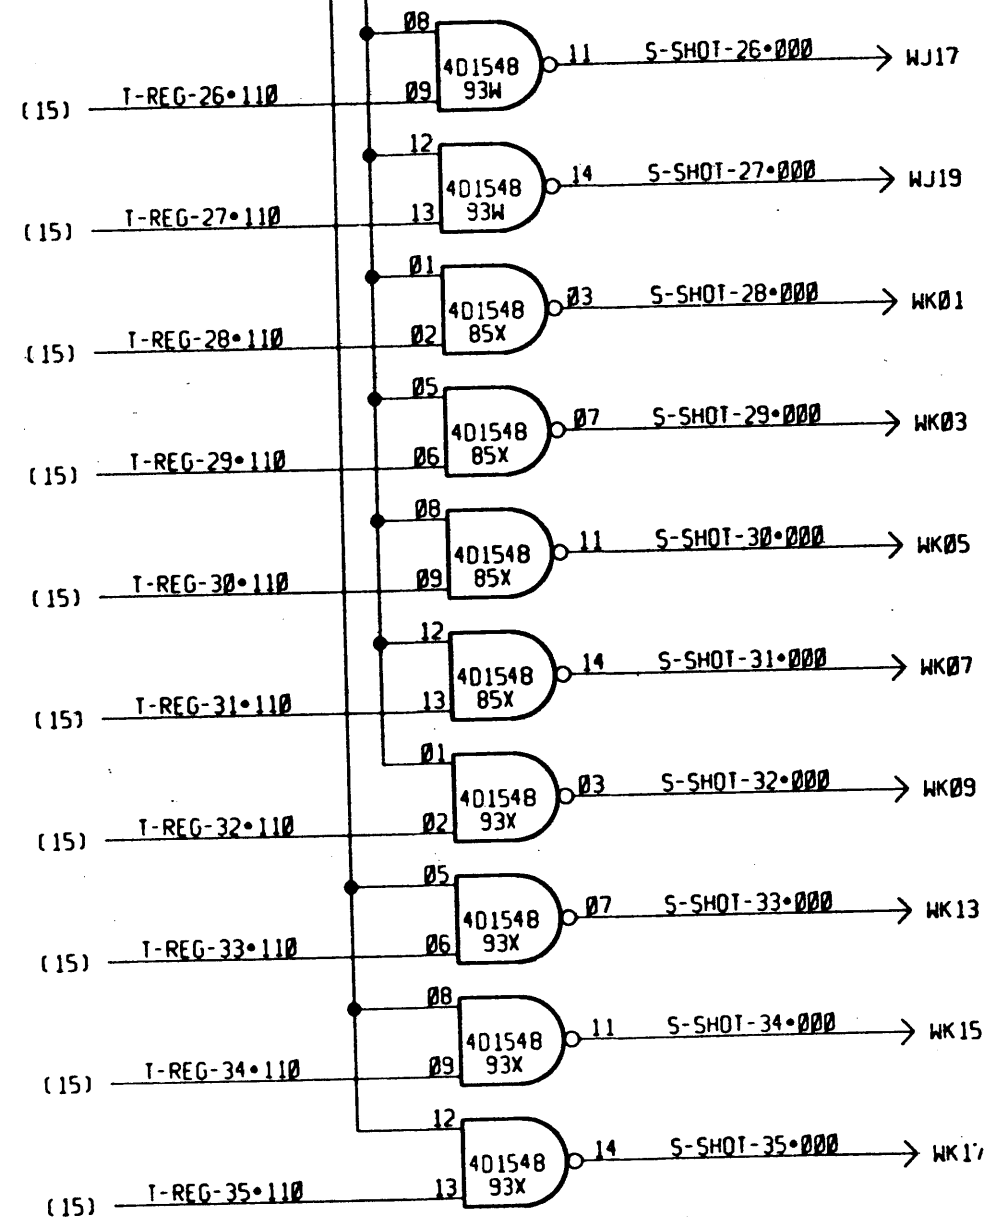 08
4D1548
93W
11 S-SHOT-26•000 WJ17
(15) T-REG-26•110 09
12
4D1548
93W
14 S-SHOT-27•000 WJ19
(15) T-REG-27•110 13
01
4D1548
85X
03 S-SHOT-28•000 WK01
(15) T-REG-28•110 02
05
4D1548
85X
07 S-SHOT-29•000 WK03
(15) T-REG-29•110 06
08
4D1548
85X
11 S-SHOT-30•000 WK05
(15) T-REG-30•110 09
12
4D1548
85X
14 S-SHOT-31•000 WK07
(15) T-REG-31•110 13
01
4D1548
93X
03 S-SHOT-32•000 WK09
(15) T-REG-32•110 02
05
4D1548
93X
07 S-SHOT-33•000 WK13
(15) T-REG-33•110 06
08
4D1548
93X
11 S-SHOT-34•000 WK15
(15) T-REG-34•110 09
12
4D1548
93X
14 S-SHOT-35•000 WK17
(15) T-REG-35•110 13